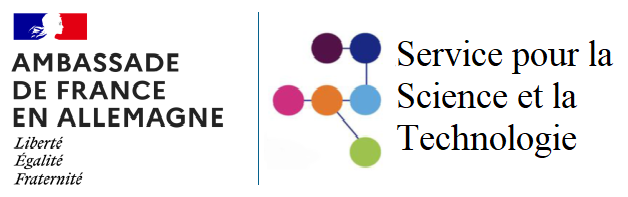 AMBASSADE
DE FRANCE
EN ALLEMAGNE
Liberté
Égalité
Fraternité
Service pour la
Science et la
Technologie